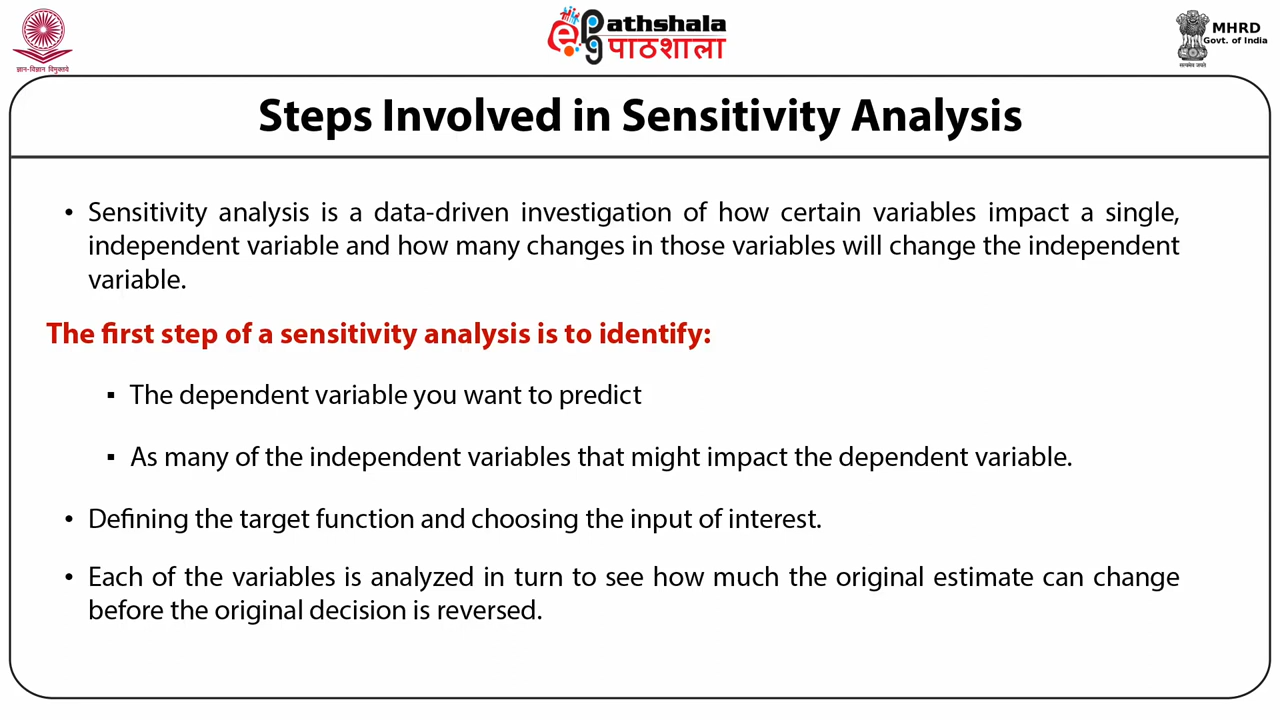 ज्ञान-विज्ञान विमुक्तये
epg
athshala
पाठशाला
MHRD
Govt. of India
सत्यमेव जयते
Steps Involved in Sensitivity Analysis
• Sensitivity analysis is a data-driven investigation of how certain variables impact a single,
independent variable and how many changes in those variables will change the independent
variable.
The first step of a sensitivity analysis is to identify:
▪ The dependent variable you want to predict
▪ As many of the independent variables that might impact the dependent variable.
• Defining the target function and choosing the input of interest.
• Each of the variables is analyzed in turn to see how much the original estimate can change
before the original decision is reversed.